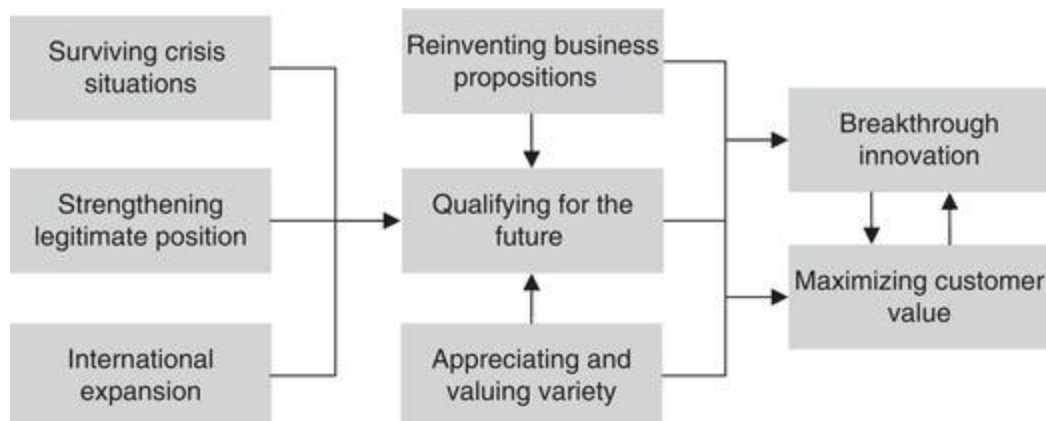 Surviving crisis
situations
Strengthening
legitimate position
International
expansion
Reinventing business
propositions
Qualifying for the
future
Appreciating and
valuing variety
Breakthrough
innovation
Maximizing customer
value